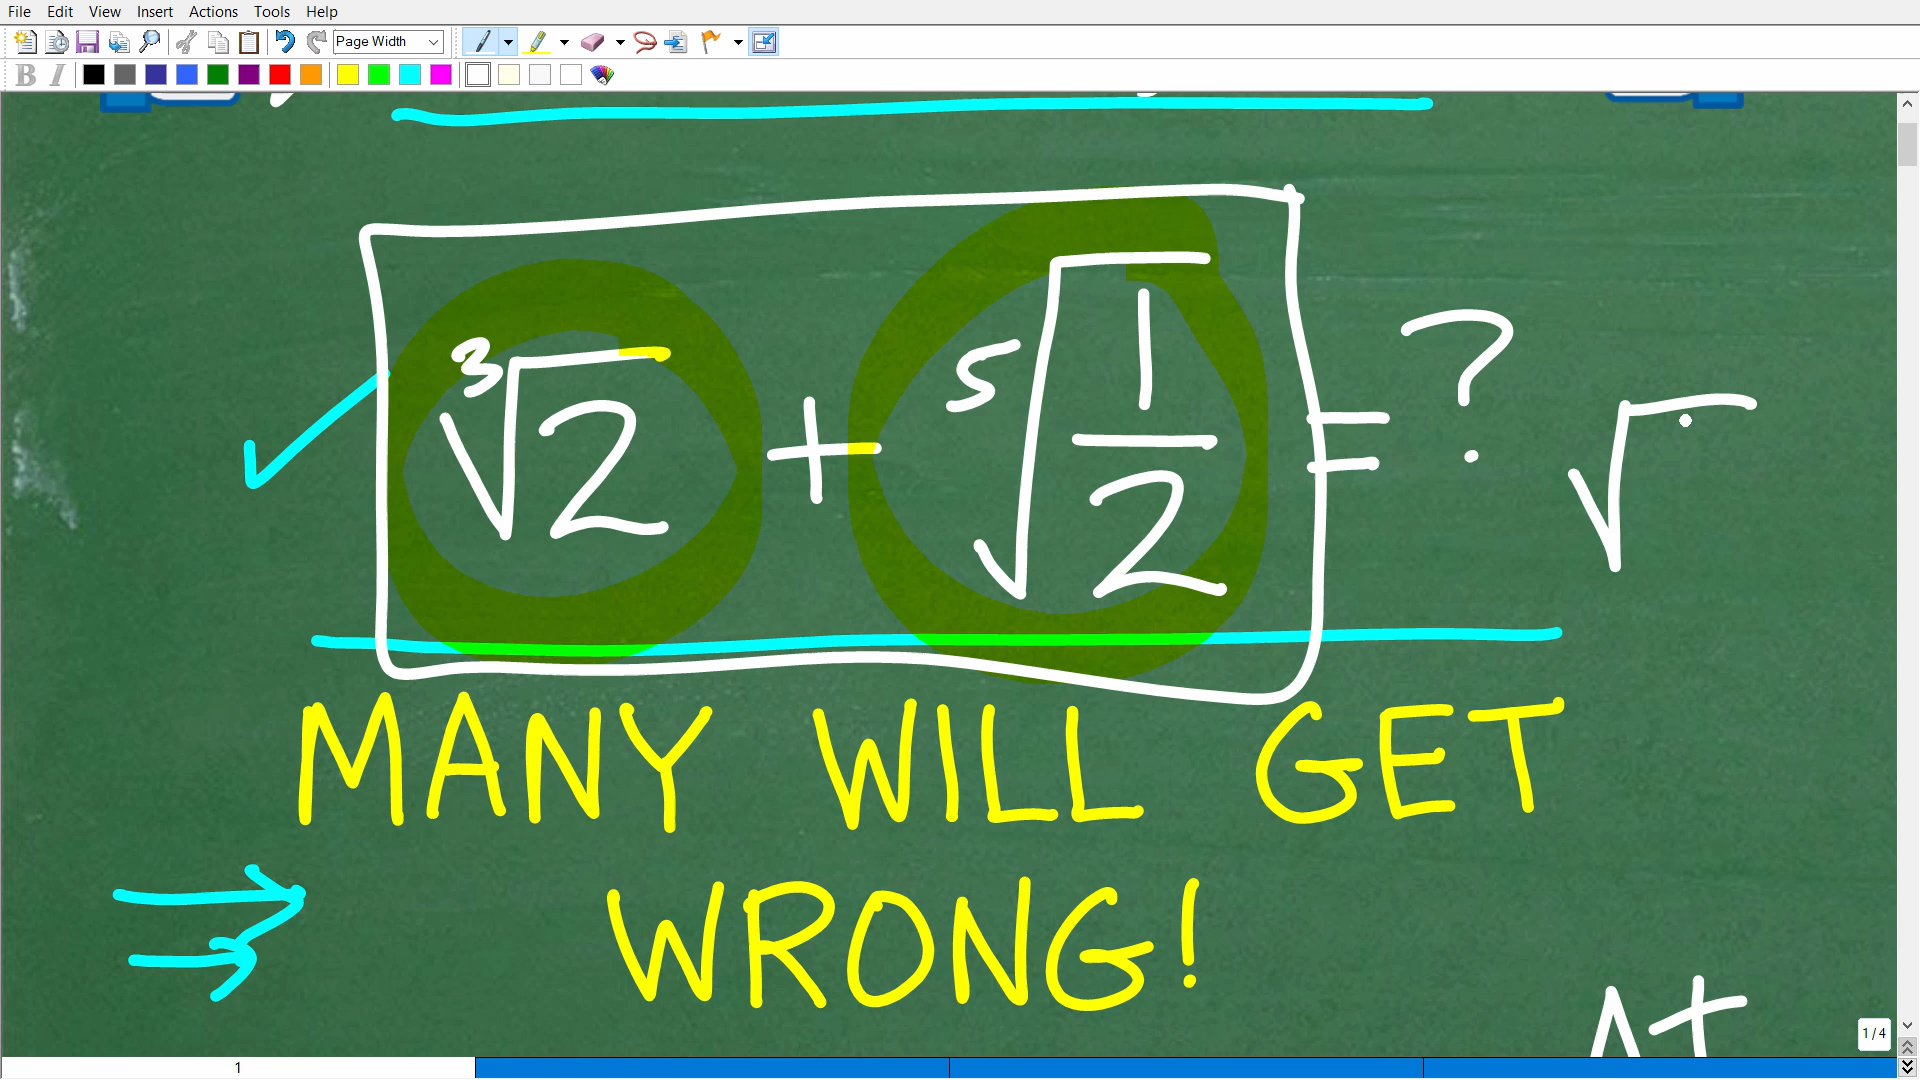 File Edit View Insert Actions Tools Help
Page Width
B I
∛2 + ⁵√(1/2) = ? √
MANY WILL GET
WRONG!
1 / 4
1